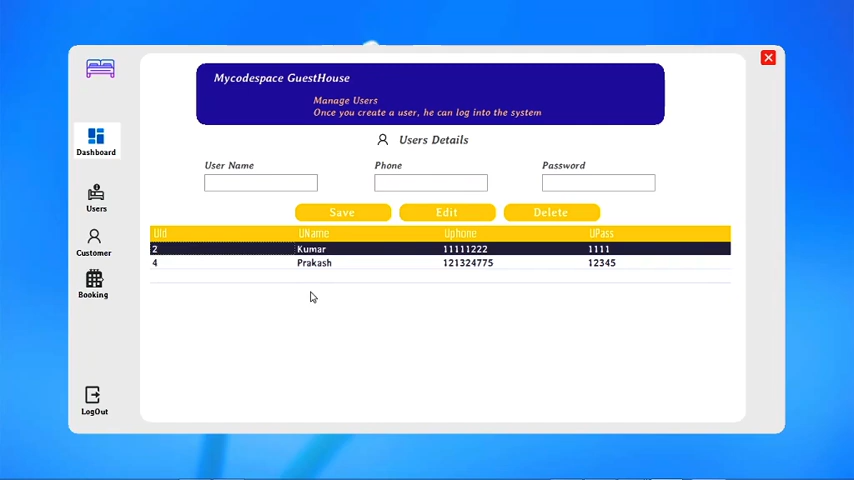 Mycodespace GuestHouse
Manage Users
Once you create a user, he can log into the system
Users Details
User Name Phone Password
Save Edit Delete
UId UName Uphone UPass
2 Kumar 11111222 1111
4 Prakash 121324775 12345
Dashboard
Users
Customer
Booking
LogOut